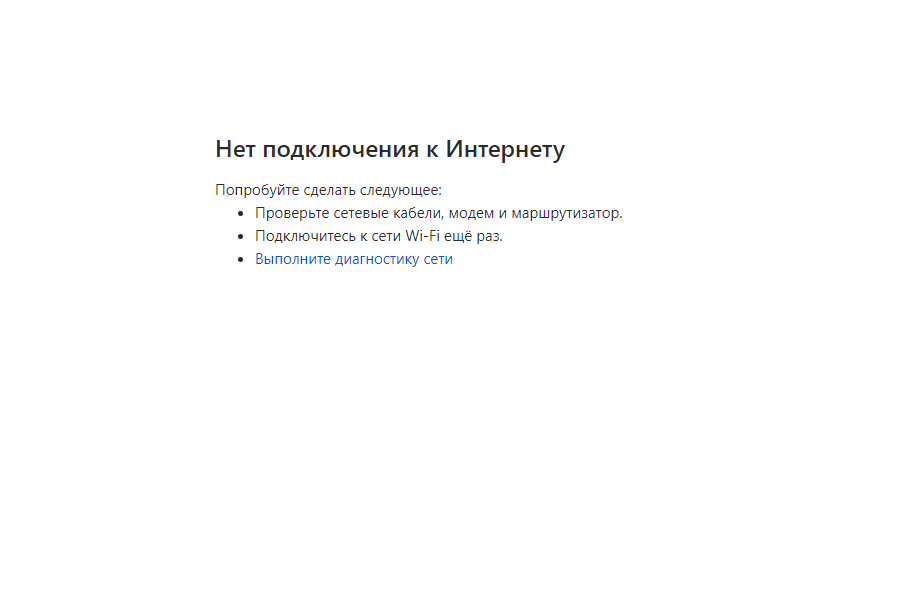 Нет подключения к Интернету
Попробуйте сделать следующее:
Проверьте сетевые кабели, модем и маршрутизатор.
Подключитесь к сети Wi-Fi ещё раз.
Выполните диагностику сети